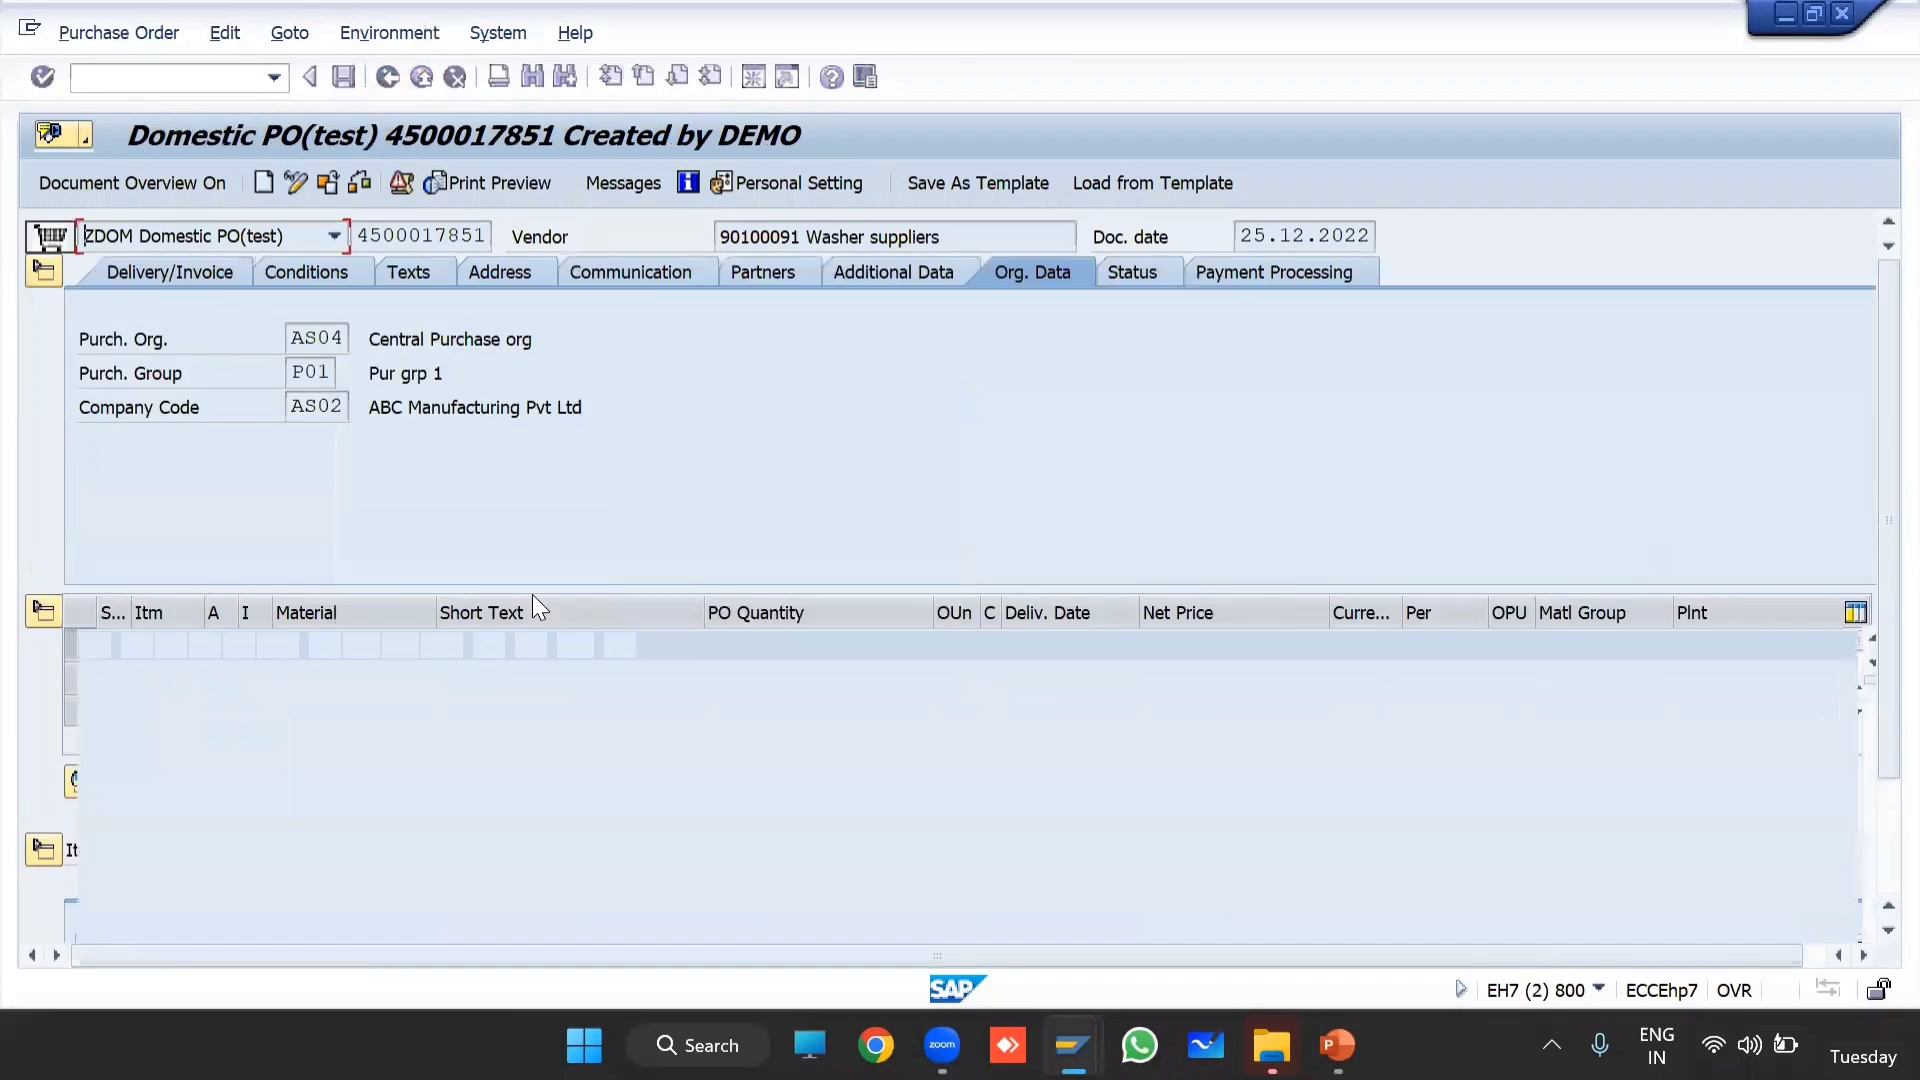 Purchase Order Edit Goto Environment System Help
Domestic PO(test) 4500017851 Created by DEMO
Document Overview On Print Preview Messages Personal Setting Save As Template Load from Template
ZDOM Domestic PO(test) 4500017851 Vendor 90100091 Washer suppliers Doc. date 25.12.2022
Delivery/Invoice Conditions Texts Address Communication Partners Additional Data Org. Data Status Payment Processing
Purch. Org. AS04 Central Purchase org
Purch. Group P01 Pur grp 1
Company Code AS02 ABC Manufacturing Pvt Ltd
S... Itm A I Material Short Text PO Quantity OUn C Deliv. Date Net Price Curre... Per OPU Matl Group Plnt
It
SAP EH7 (2) 800 ECCEhp7 OVR
Search zoom ENG
IN
Tuesday